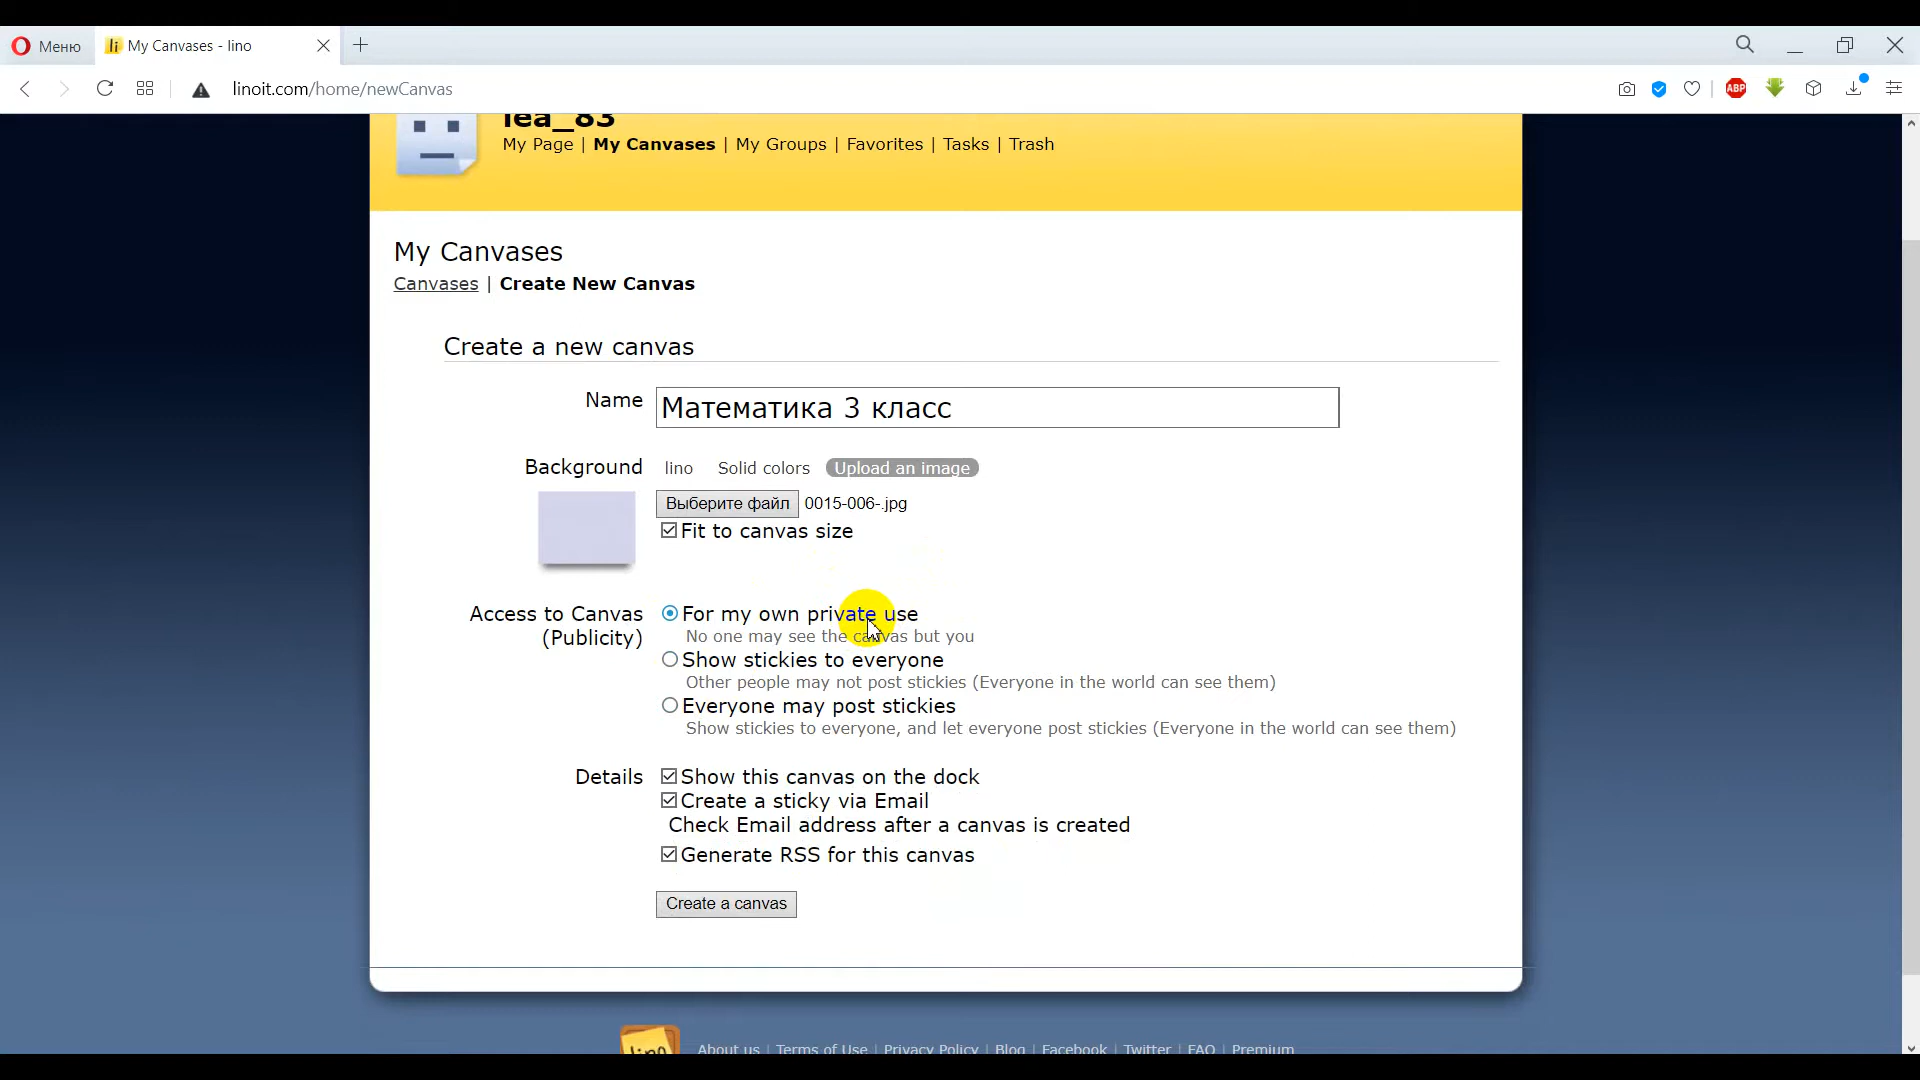 Меню
My Canvases - lino
linoit.com/home/newCanvas
ABP
lea_83
My Page | My Canvases | My Groups | Favorites | Tasks | Trash
My Canvases
Canvases | Create New Canvas
Create a new canvas
Name Математика 3 класс
Background lino Solid colors Upload an image
Выберите файл 0015-006-.jpg
Fit to canvas size
Access to Canvas (Publicity)
For my own private use
No one may see the canvas but you
Show stickies to everyone
Other people may not post stickies (Everyone in the world can see them)
Everyone may post stickies
Show stickies to everyone, and let everyone post stickies (Everyone in the world can see them)
Details Show this canvas on the dock
Create a sticky via Email
Check Email address after a canvas is created
Generate RSS for this canvas
Create a canvas
lino
About us | Terms of Use | Privacy Policy | Blog | Facebook | Twitter | FAQ | Premium